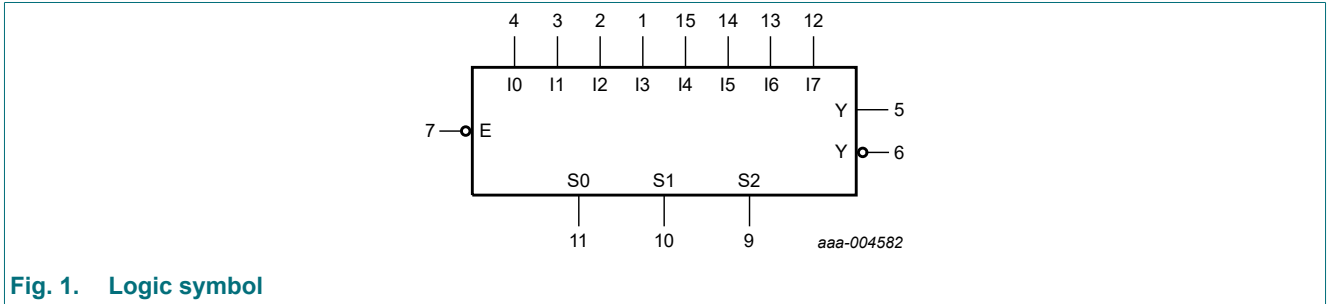 4 3 2 1 15 14 13 12
I0 I1 I2 I3 I4 I5 I6 I7
Y 5
7 E
Y 6
S0 S1 S2
11 10 9 aaa-004582
Fig. 1. Logic symbol